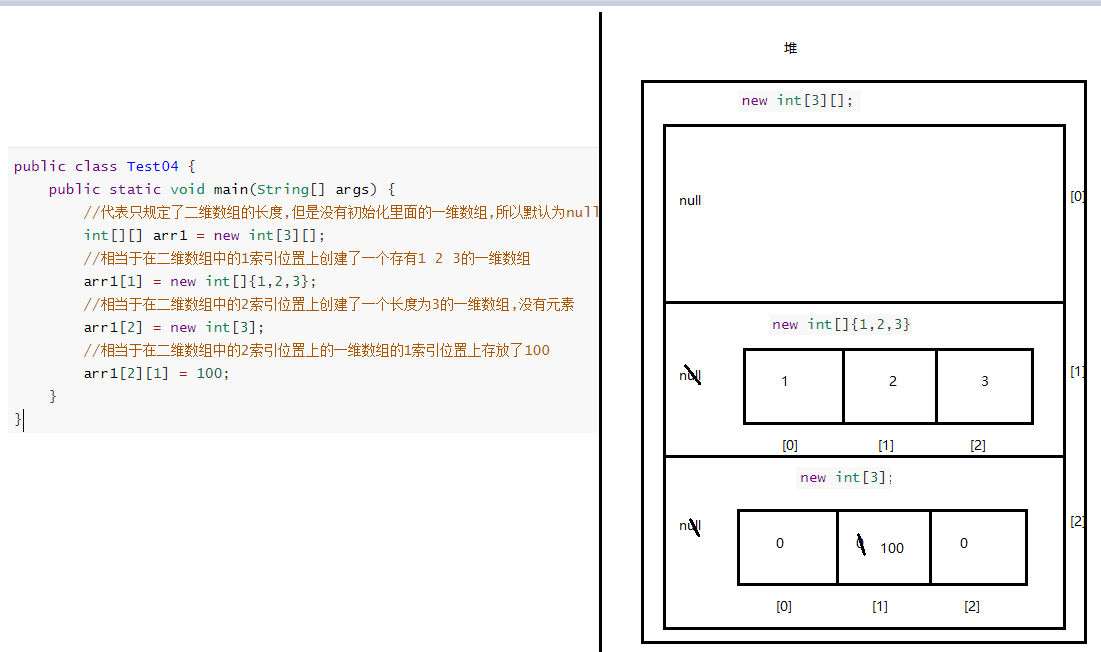 public class Test04 {
public static void main(String[] args) {
//代表只规定了二维数组的长度,但是没有初始化里面的一维数组,所以默认为null
int[][] arr1 = new int[3][];
//相当于在二维数组中的1索引位置上创建了一个存有1 2 3的一维数组
arr1[1] = new int[]{1,2,3};
//相当于在二维数组中的2索引位置上创建了一个长度为3的一维数组,没有元素
arr1[2] = new int[3];
//相当于在二维数组中的2索引位置上的一维数组的1索引位置上存放了100
arr1[2][1] = 100;
}
}
堆
new int[3][];
null
[0]
new int[]{1,2,3}
null
1 2 3
[1]
[0] [1] [2]
new int[3];
null
0 0 100 0
[2]
[0] [1] [2]